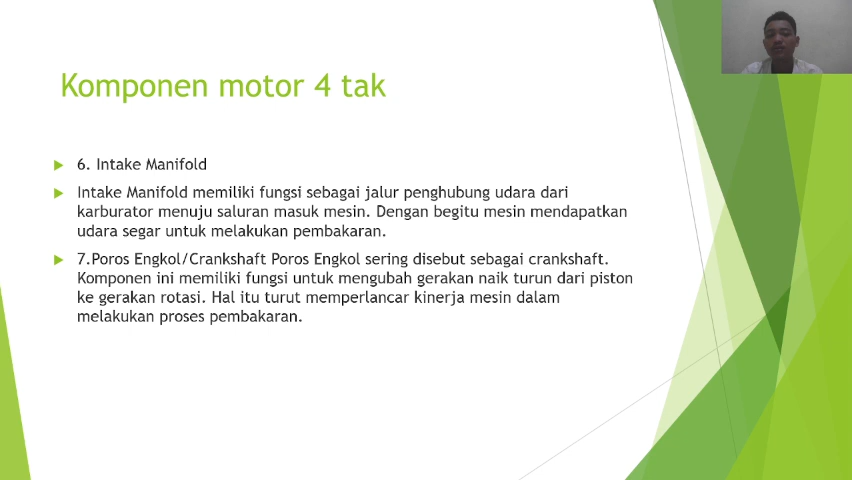 Komponen motor 4 tak
6. Intake Manifold
Intake Manifold memiliki fungsi sebagai jalur penghubung udara dari
karburator menuju saluran masuk mesin. Dengan begitu mesin mendapatkan
udara segar untuk melakukan pembakaran.
7.Poros Engkol/Crankshaft Poros Engkol sering disebut sebagai crankshaft.
Komponen ini memiliki fungsi untuk mengubah gerakan naik turun dari piston
ke gerakan rotasi. Hal itu turut memperlancar kinerja mesin dalam
melakukan proses pembakaran.